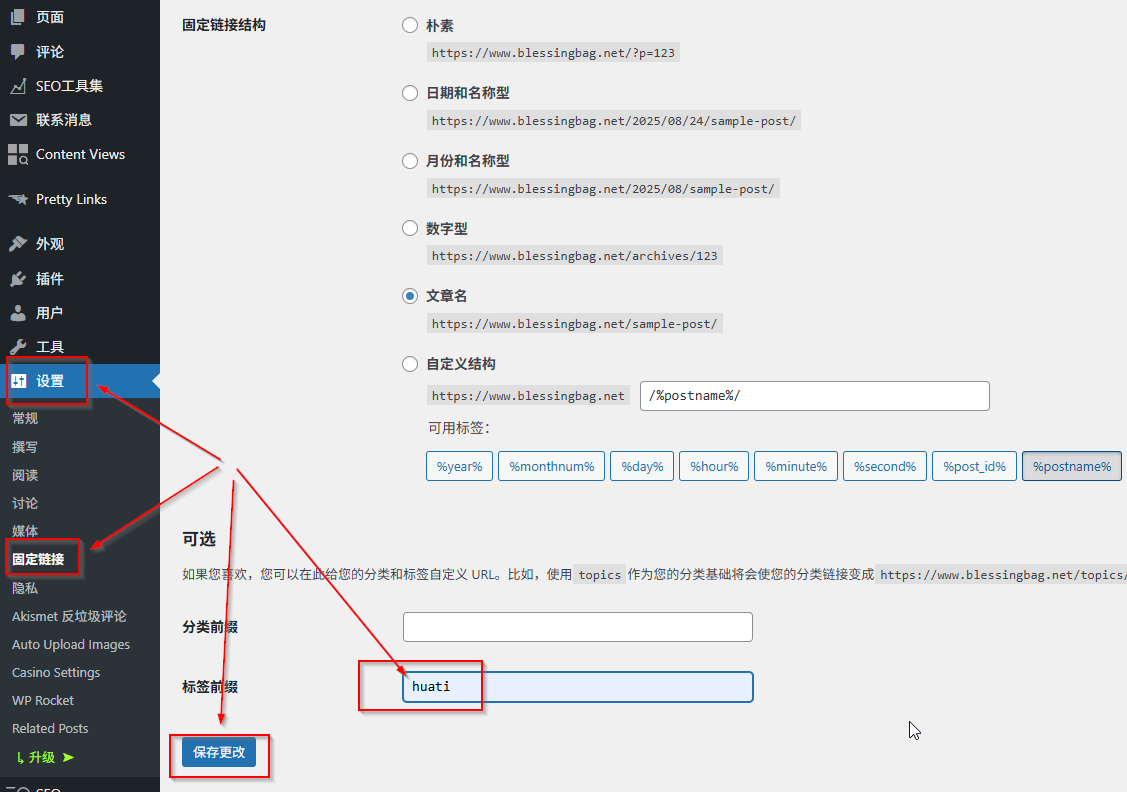 页面
评论
SEO工具集
联系消息
Content Views
Pretty Links
外观
插件
用户
工具
设置
常规
撰写
阅读
讨论
媒体
固定链接
隐私
Akismet 反垃圾评论
Auto Upload Images
Casino Settings
WP Rocket
Related Posts
↳ 升级 ➤
SEO
固定链接结构
朴素
https://www.blessingbag.net/?p=123
日期和名称型
https://www.blessingbag.net/2025/08/24/sample-post/
月份和名称型
https://www.blessingbag.net/2025/08/sample-post/
数字型
https://www.blessingbag.net/archives/123
文章名
https://www.blessingbag.net/sample-post/
自定义结构
https://www.blessingbag.net /%postname%/
可用标签：
%year% %monthnum% %day% %hour% %minute% %second% %post_id% %postname%
可选
如果您喜欢，您可以在此给您的分类和标签自定义 URL。比如，使用 topics 作为您的分类基础将会使您的分类链接变成 https://www.blessingbag.net/topics/
分类前缀
标签前缀 huati
保存更改